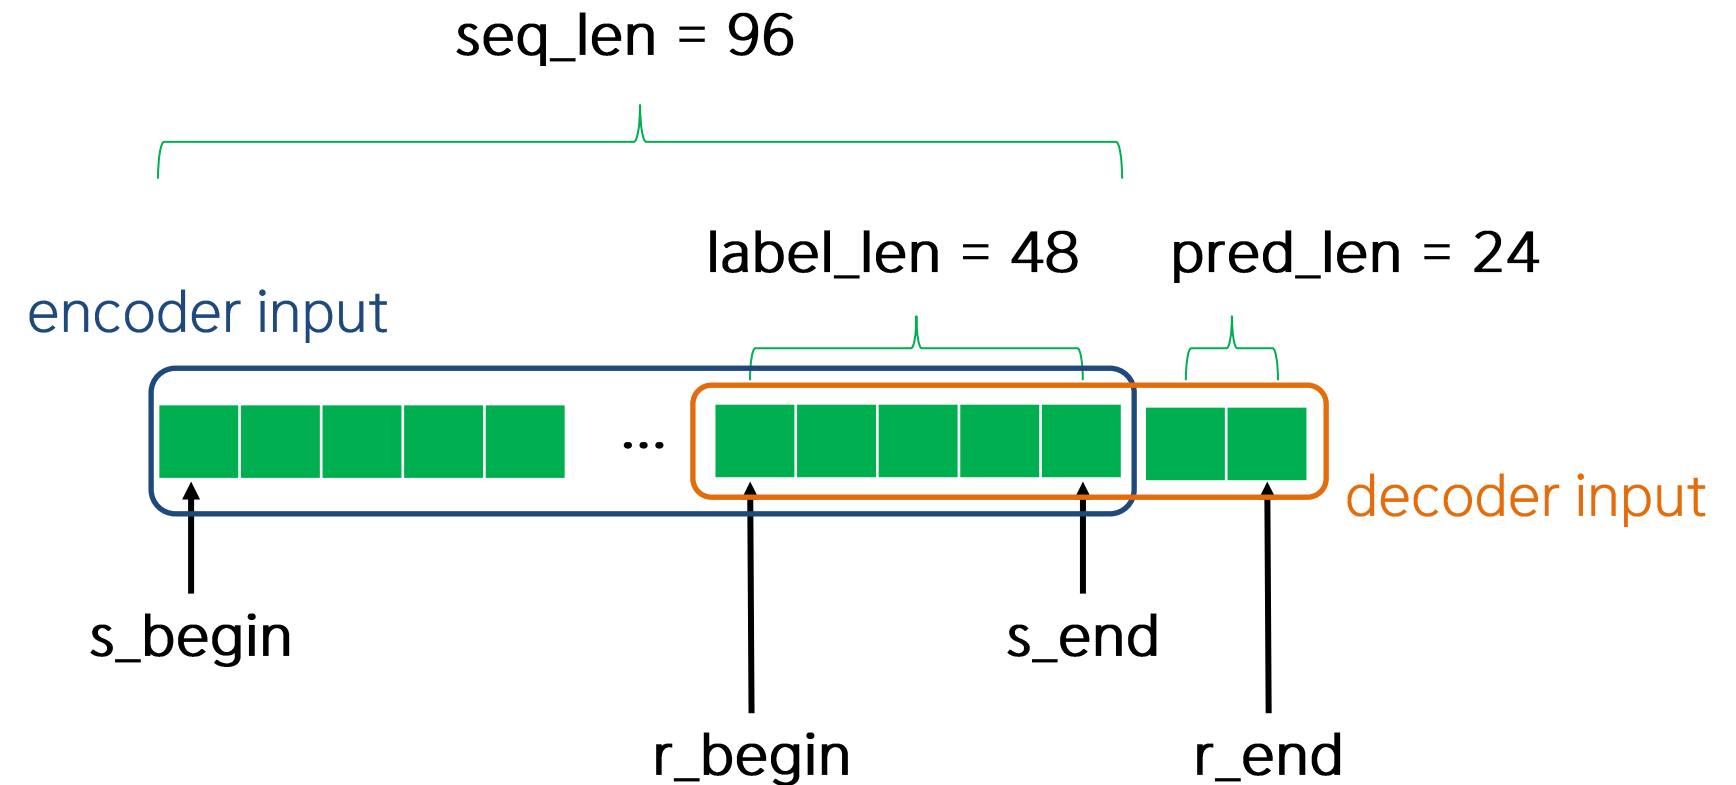 seq_len = 96
label_len = 48
pred_len = 24
encoder input
...
decoder input
s_begin
s_end
r_begin
r_end